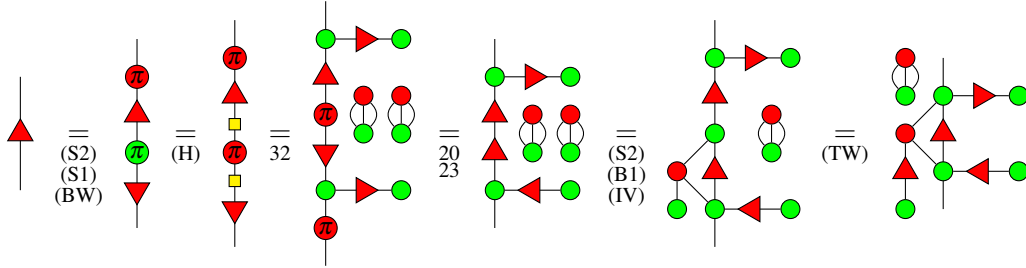 π
π
π
π
π
π
=
(S2)
(S1)
(BW)
=
(H)
=
32
=
20
23
=
(S2)
(B1)
(IV)
=
(TW)